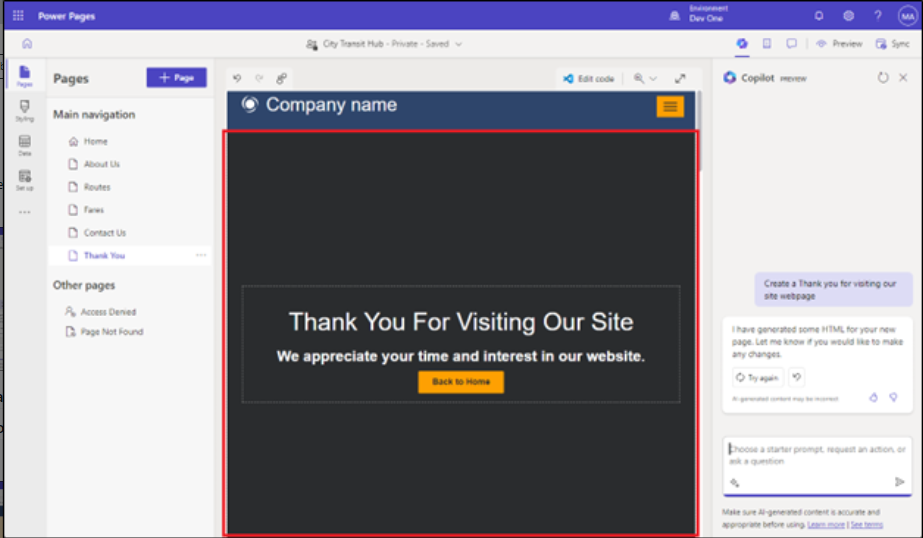 Power Pages
Environment
Dev One
MA
City Transit Hub - Private - Saved
Preview
Sync
Pages
Styling
Data
Set up
Pages
+ Page
Main navigation
Home
About Us
Routes
Fares
Contact Us
Thank You
Other pages
Access Denied
Page Not Found
Edit code
Company name
Thank You For Visiting Our Site
We appreciate your time and interest in our website.
Back to Home
Copilot PREVIEW
Create a Thank you for visiting our
site webpage
I have generated some HTML for your new
page. Let me know if you would like to make
any changes.
Try again
AI-generated content may be incorrect
Choose a starter prompt, request an action, or
ask a question
Make sure AI-generated content is accurate and
appropriate before using. Learn more | See terms